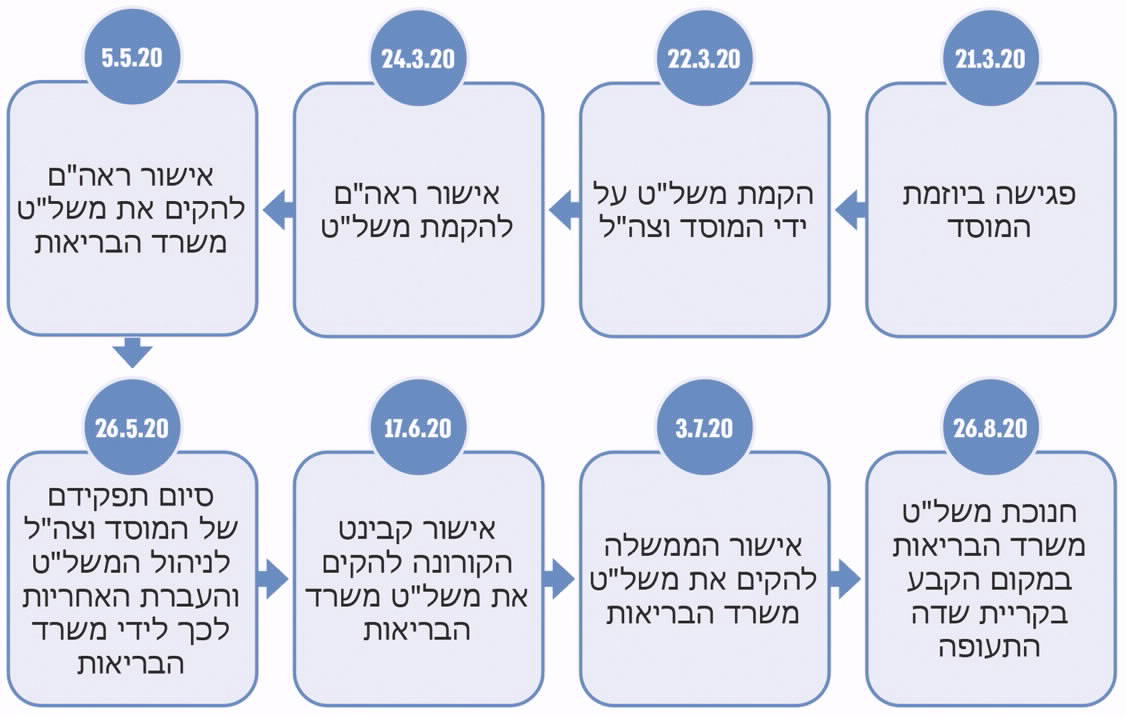 21.3.20
פגישה ביוזמת
המוסד
22.3.20
הקמת משל"ט על
ידי המוסד וצה"ל
24.3.20
אישור ראה"ם
להקמת משל"ט
5.5.20
אישור ראה"ם
להקים את משל"ט
משרד הבריאות
26.5.20
סיום תפקידם
של המוסד וצה"ל
לניהול המשל"ט
והעברת האחריות
לכך לידי משרד
הבריאות
17.6.20
אישור קבינט
הקורונה להקים
את משל"ט משרד
הבריאות
3.7.20
אישור הממשלה
להקים את משל"ט
משרד הבריאות
26.8.20
חנוכת משל"ט
משרד הבריאות
במקום הקבע
בקריית שדה
התעופה